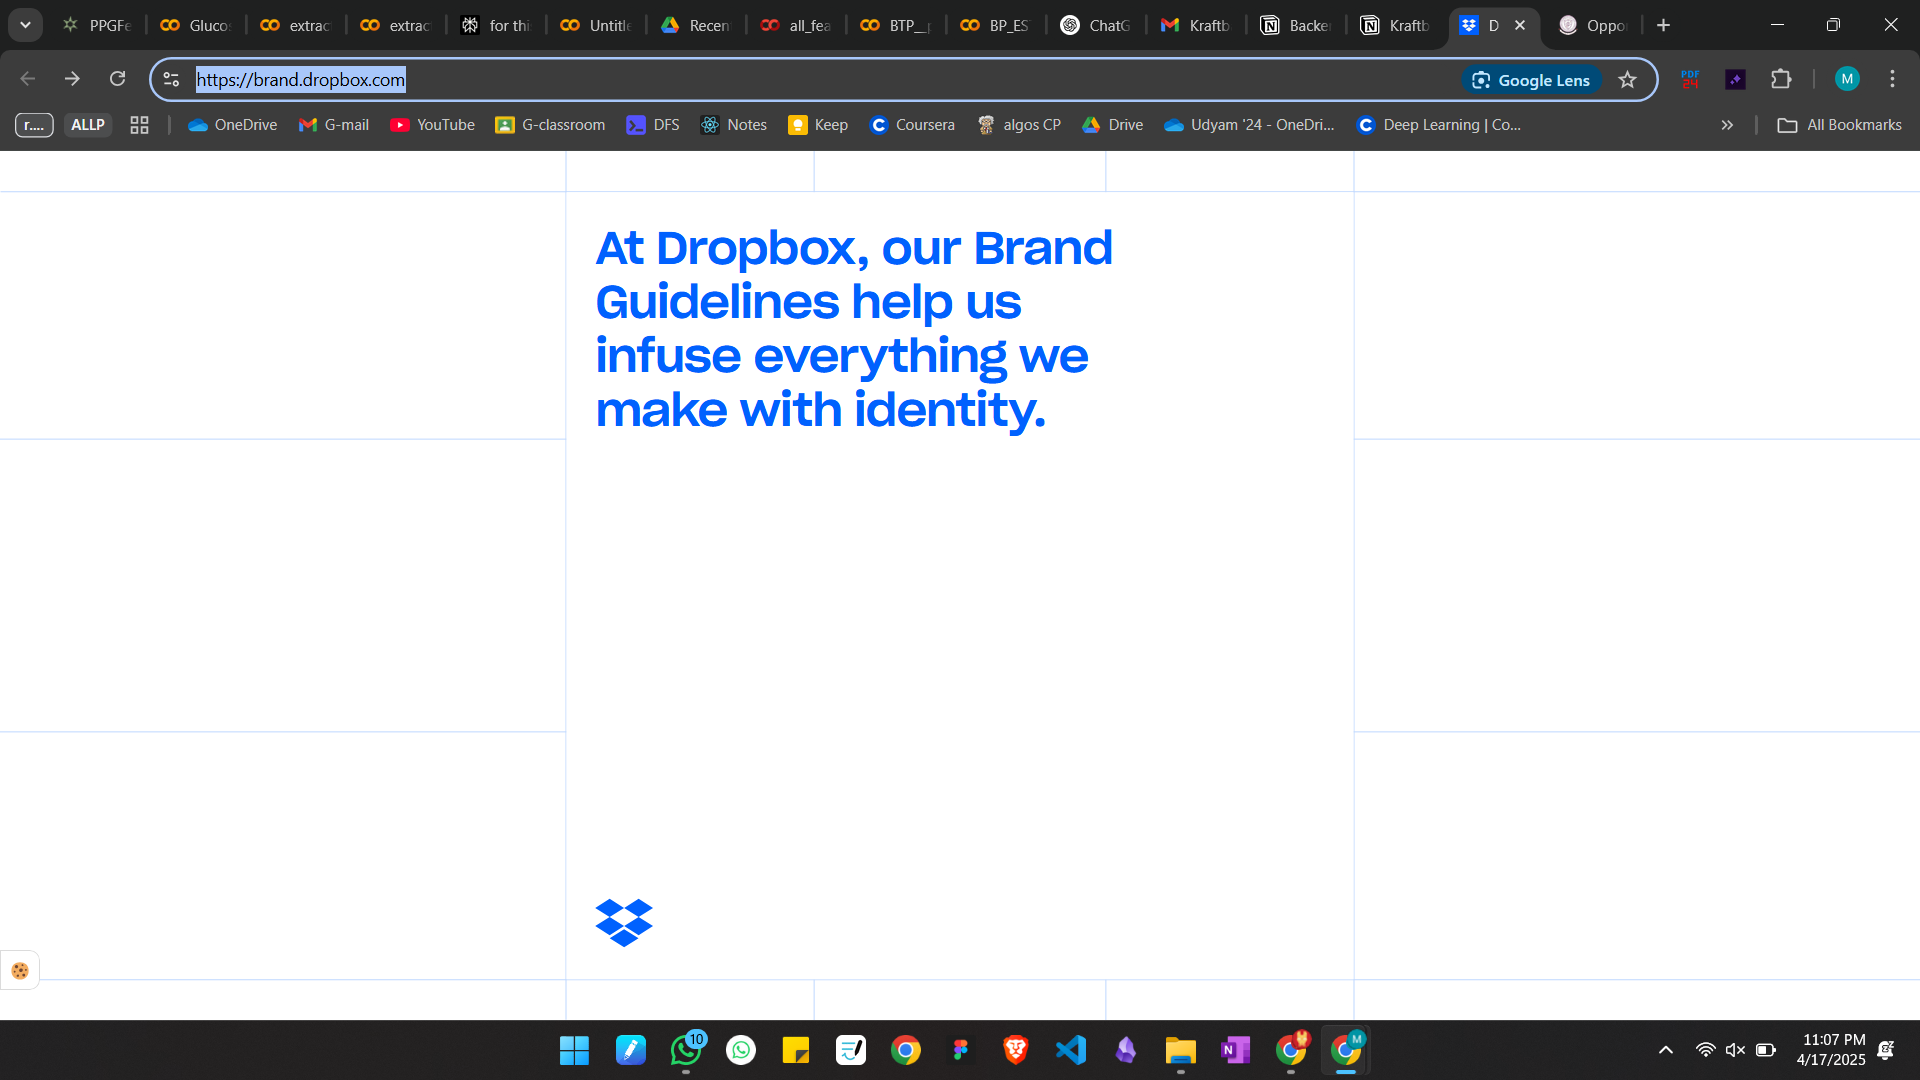 PPGFe
Glucos
extrac
extrac
for thi
Untitle
Recen
all_fea
BTP_
BP_ES
ChatG
Kraftb
Backe
Kraftb
D
Oppo
https://brand.dropbox.com
Google Lens
PDF
24
M
r....
ALLP
OneDrive
G-mail
YouTube
G-classroom
DFS
Notes
Keep
Coursera
algos CP
Drive
Udyam '24 - OneDri...
Deep Learning | Co...
All Bookmarks
At Dropbox, our Brand
Guidelines help us
infuse everything we
make with identity.
10
M
11:07 PM
4/17/2025